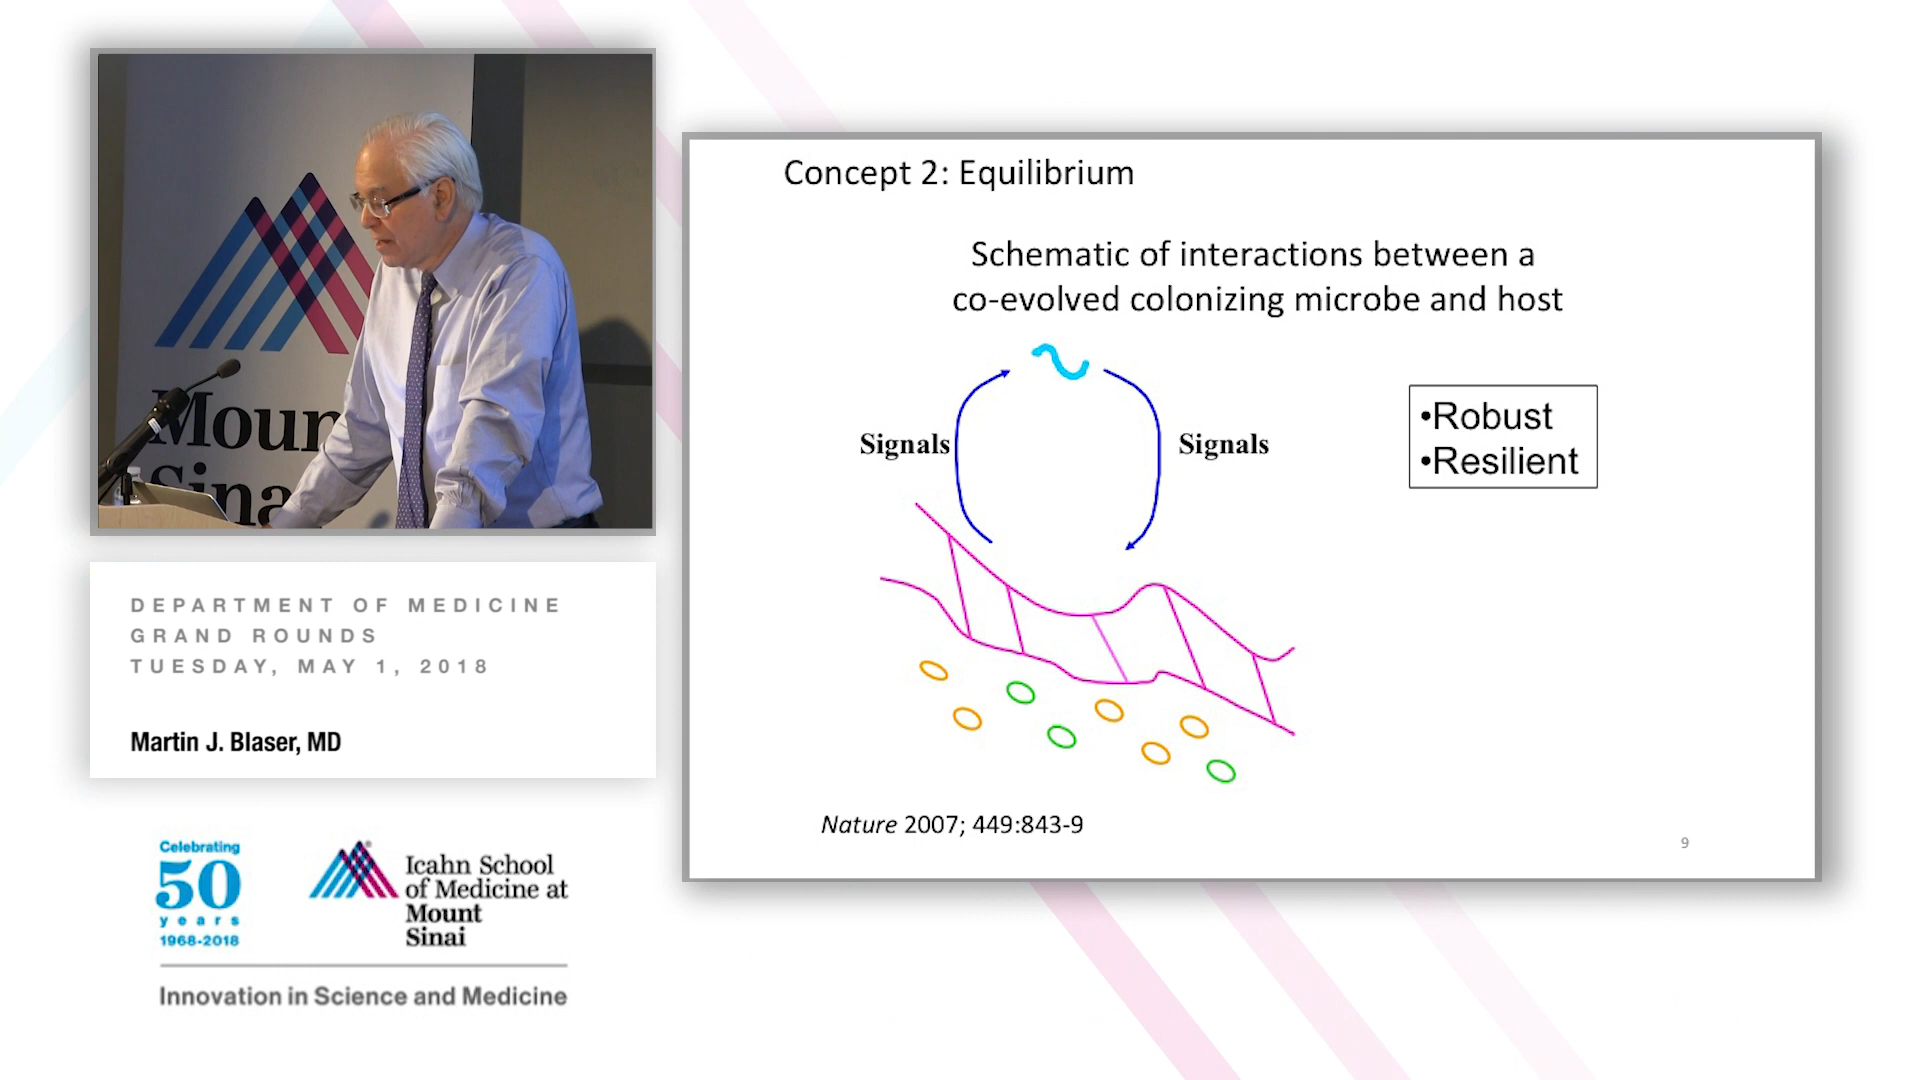 Moun
Sina
DEPARTMENT OF MEDICINE
GRAND ROUNDS
TUESDAY, MAY 1, 2018
Martin J. Blaser, MD
Celebrating
50
years
1968-2018
Icahn School
of Medicine at
Mount
Sinai
Innovation in Science and Medicine
Concept 2: Equilibrium
Schematic of interactions between a
co-evolved colonizing microbe and host
Signals
Signals
•Robust
•Resilient
Nature 2007; 449:843-9
9